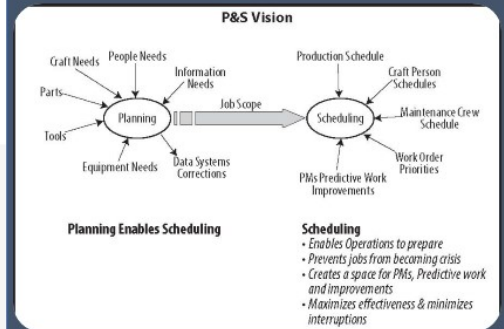 P&S Vision
People Needs
Craft Needs
Information
Needs
Parts
Planning
Tools
Equipment Needs
Data Systems
Corrections
Job Scope
Production Schedule
Craft Person
Schedules
Scheduling
Maintenance Crew
Schedule
Work Order
Priorities
PMs Predictive Work
Improvements
Planning Enables Scheduling
Scheduling
• Enables Operations to prepare
• Prevents jobs from becoming crisis
• Creates a space for PMs, Predictive work
and improvements
• Maximizes effectiveness & minimizes
interruptions